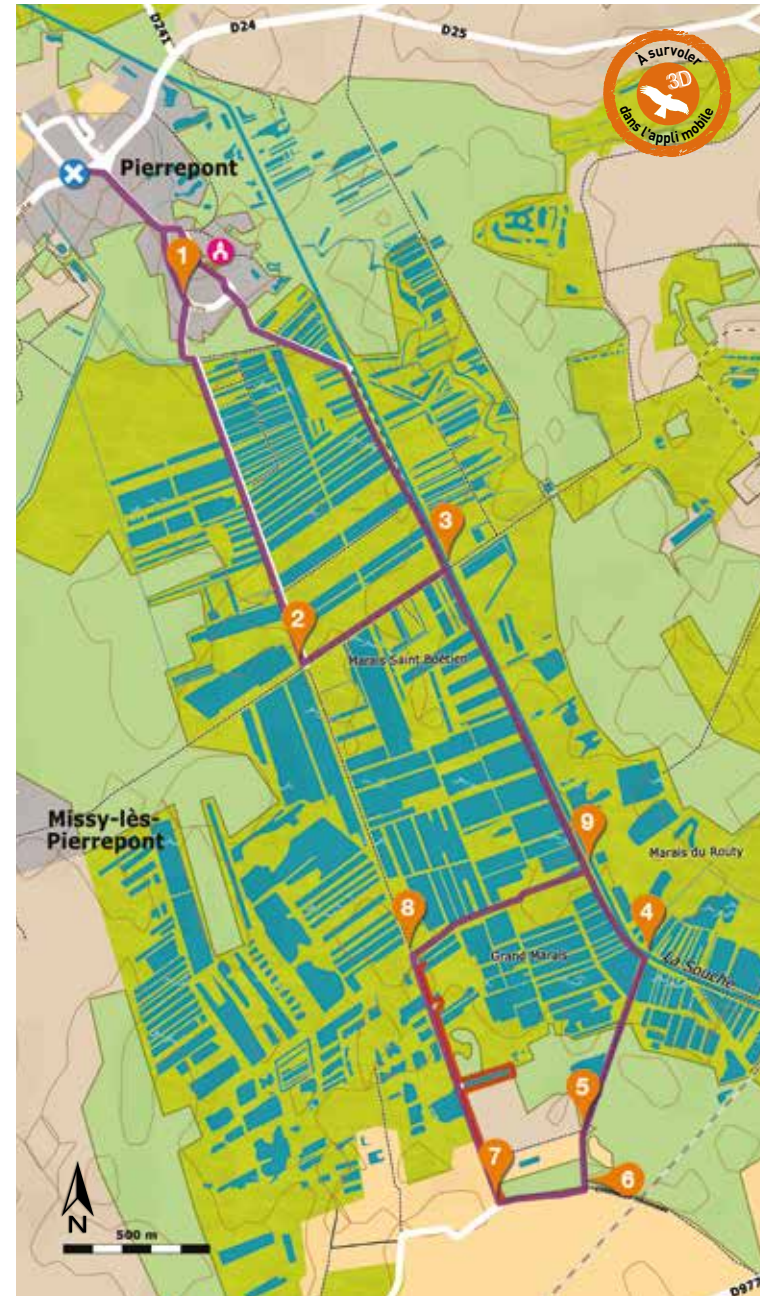 D241
D24
D25
À survoler
3D
dans l'appli mobile
Pierrepont
1
3
2
Marais Saint Boëtien
Missy-lès-
Pierrepont
9
Marais du Routy
8
4
Grand Marais
La Souche
5
7
6
N
500 m
D977